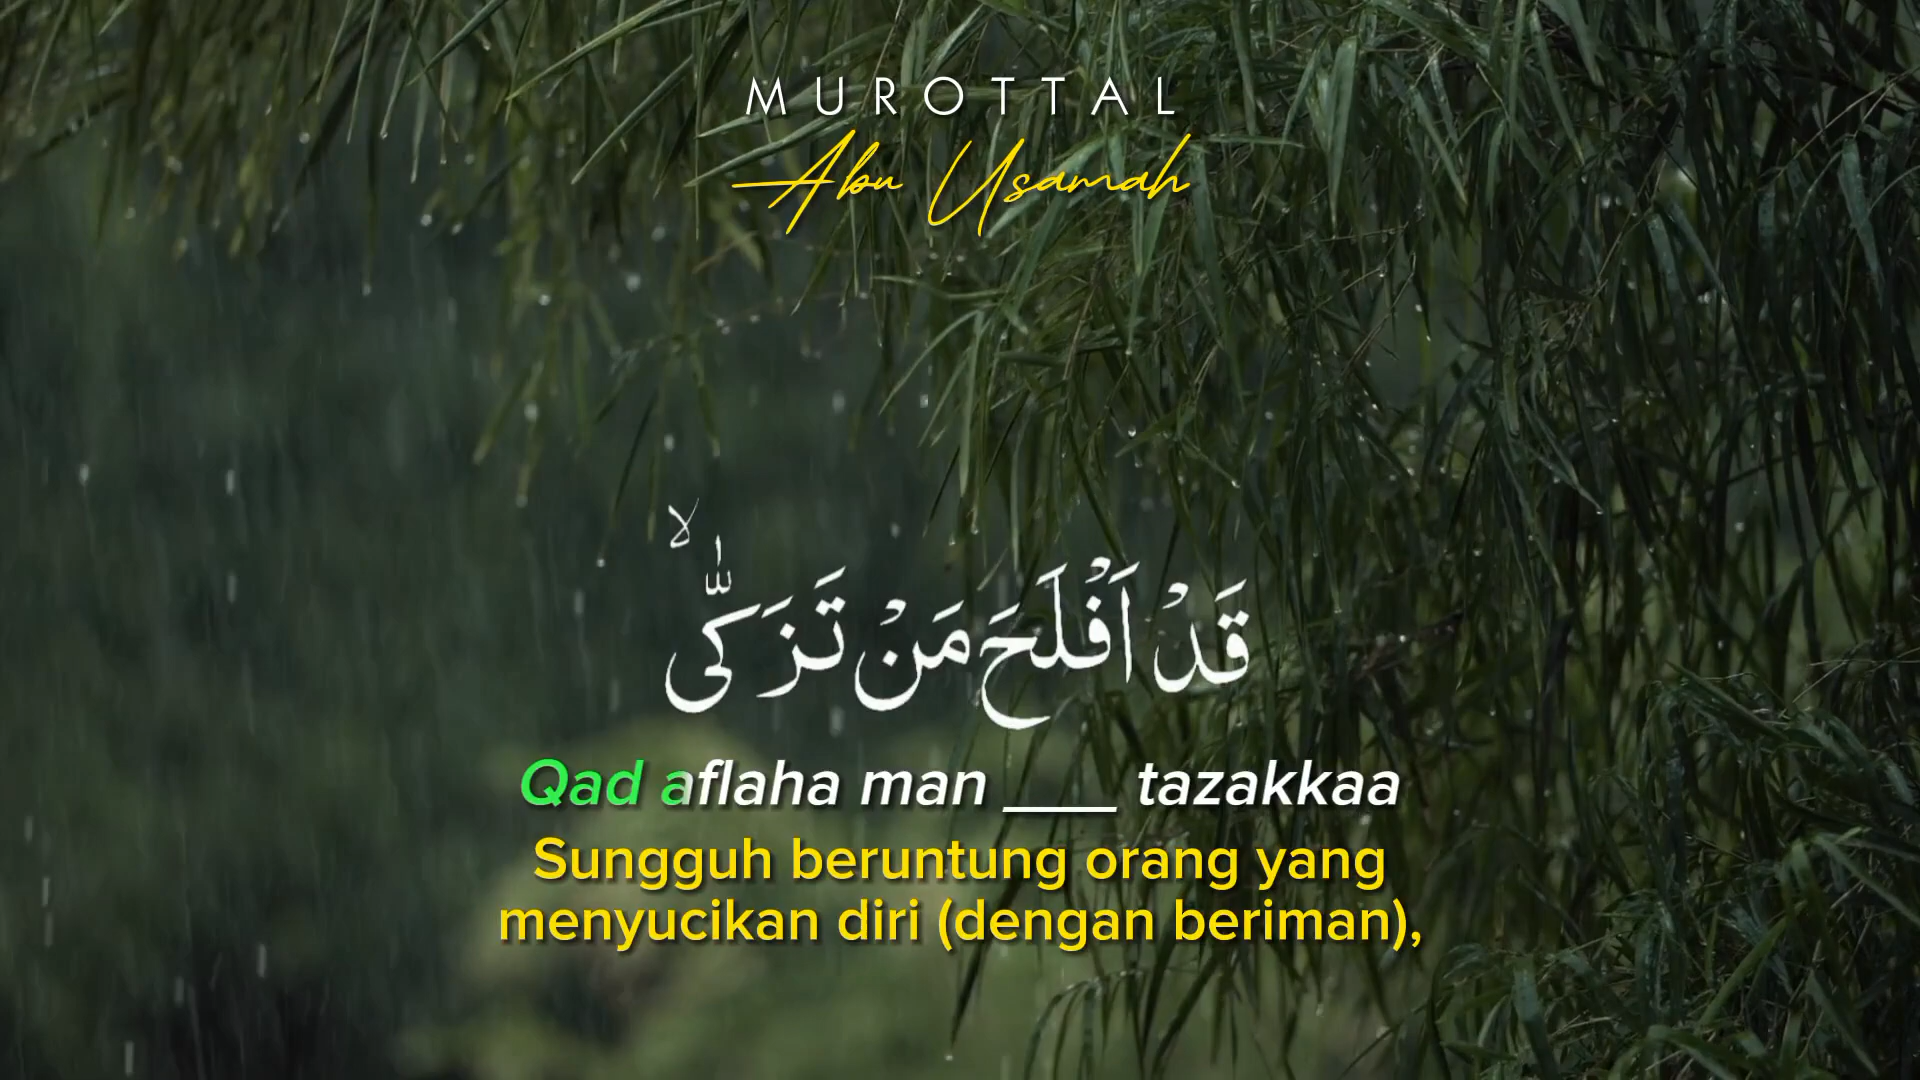 MUROTTAL
Abu Usamah
قَدْ اَفْلَحَ مَنْ تَزَكّٰىۙ
Qad aflaha man ___ tazakkaa
Sungguh beruntung orang yang
menyucikan diri (dengan beriman),